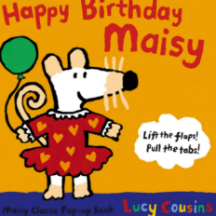 Happy Birthday
Maisy
Lift the flaps!
Pull the tabs!
Maisy Classic Pop-up Book
Lucy Cousins